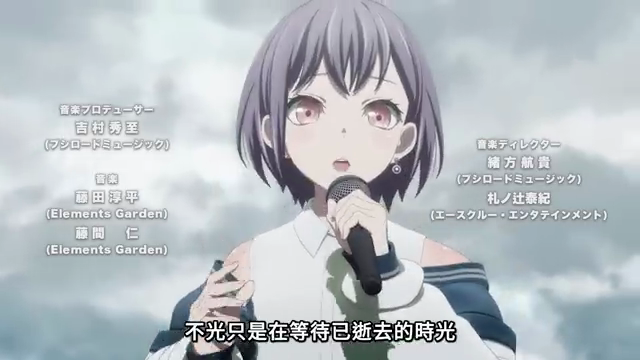 音楽プロデューサー
吉村秀至
(ブシロードミュージック)
音楽
藤田淳平
(Elements Garden)
藤間 仁
(Elements Garden)
音楽ディレクター
緒方航貴
(ブシロードミュージック)
札ノ辻泰紀
(エースクルー・エンタテインメント)
不光只是在等待已逝去的時光